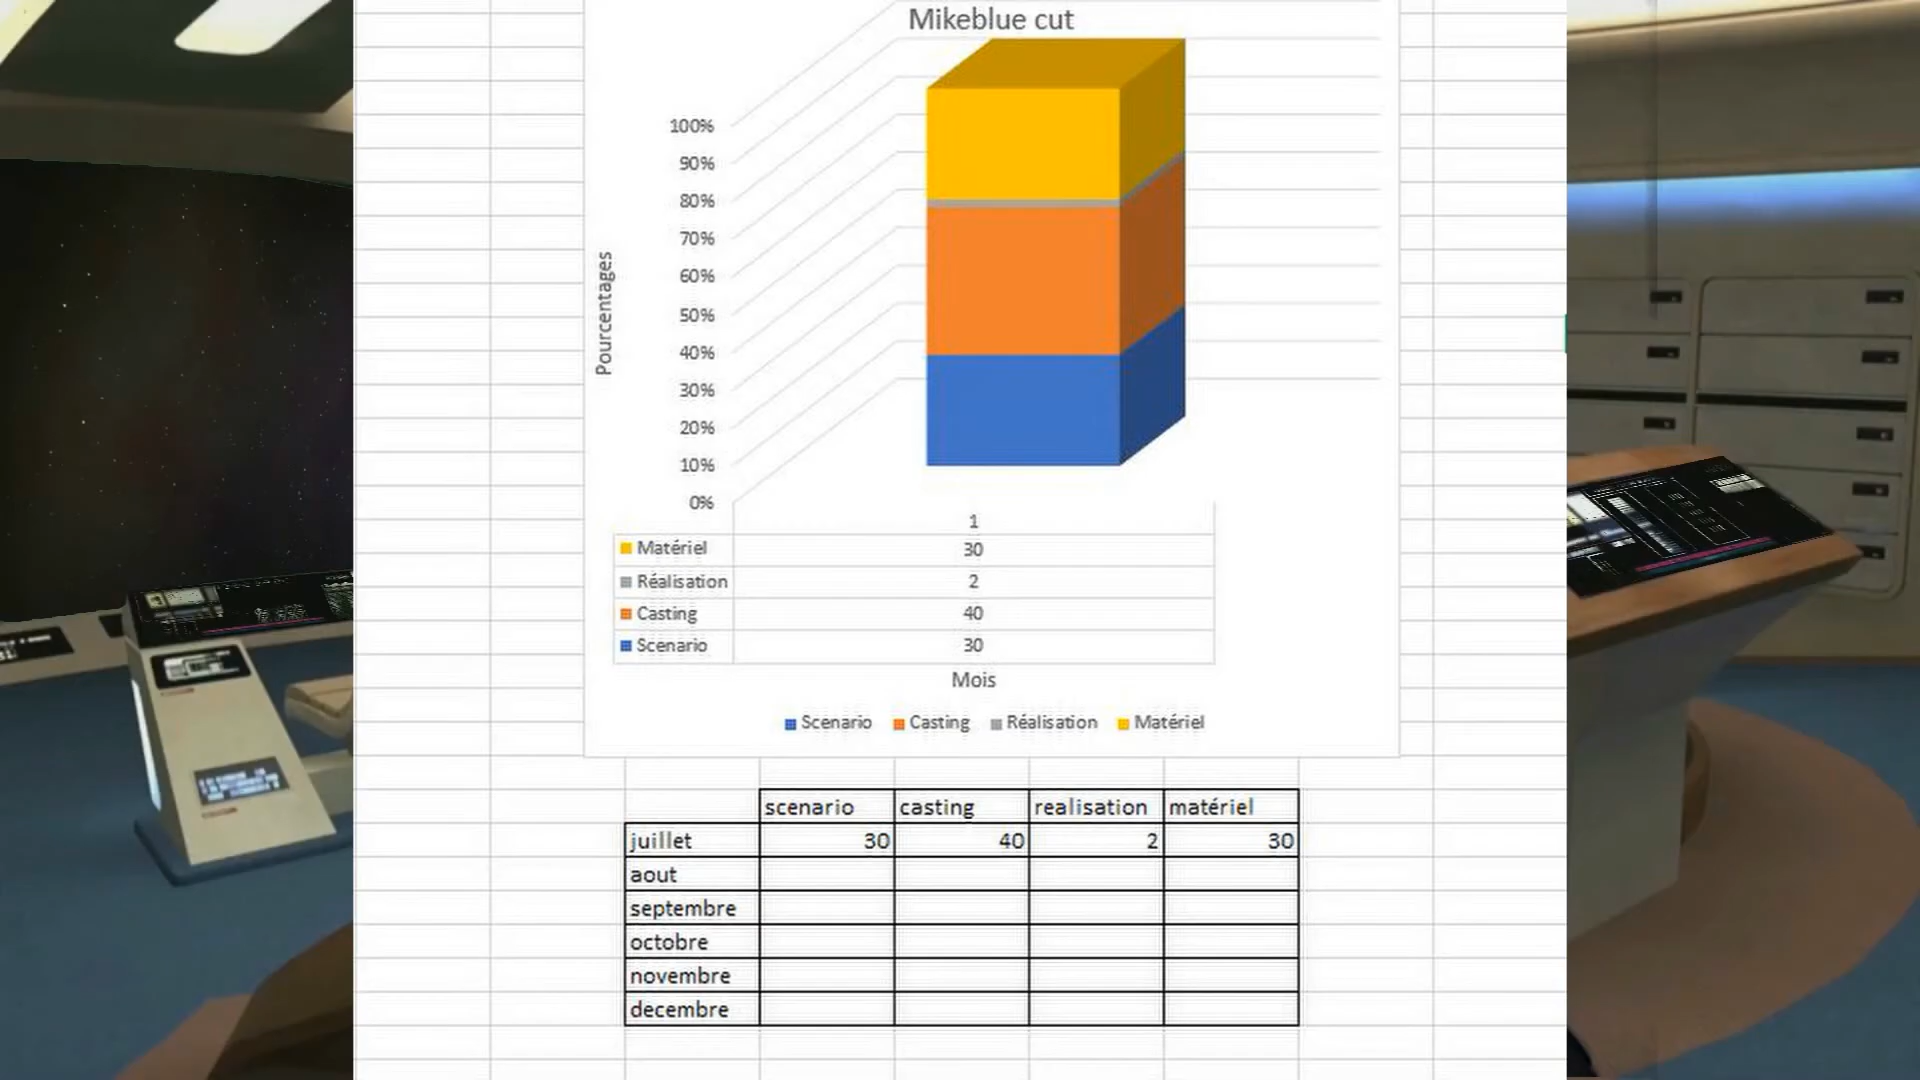 Mikeblue cut
100%
90%
80%
70%
60%
50%
40%
30%
20%
10%
0%
Pourcentages
1
Matériel 30
Réalisation 2
Casting 40
Scenario 30
Mois
Scenario Casting Réalisation Matériel
scenario casting realisation matériel
juillet 30 40 2 30
aout
septembre
octobre
novembre
decembre